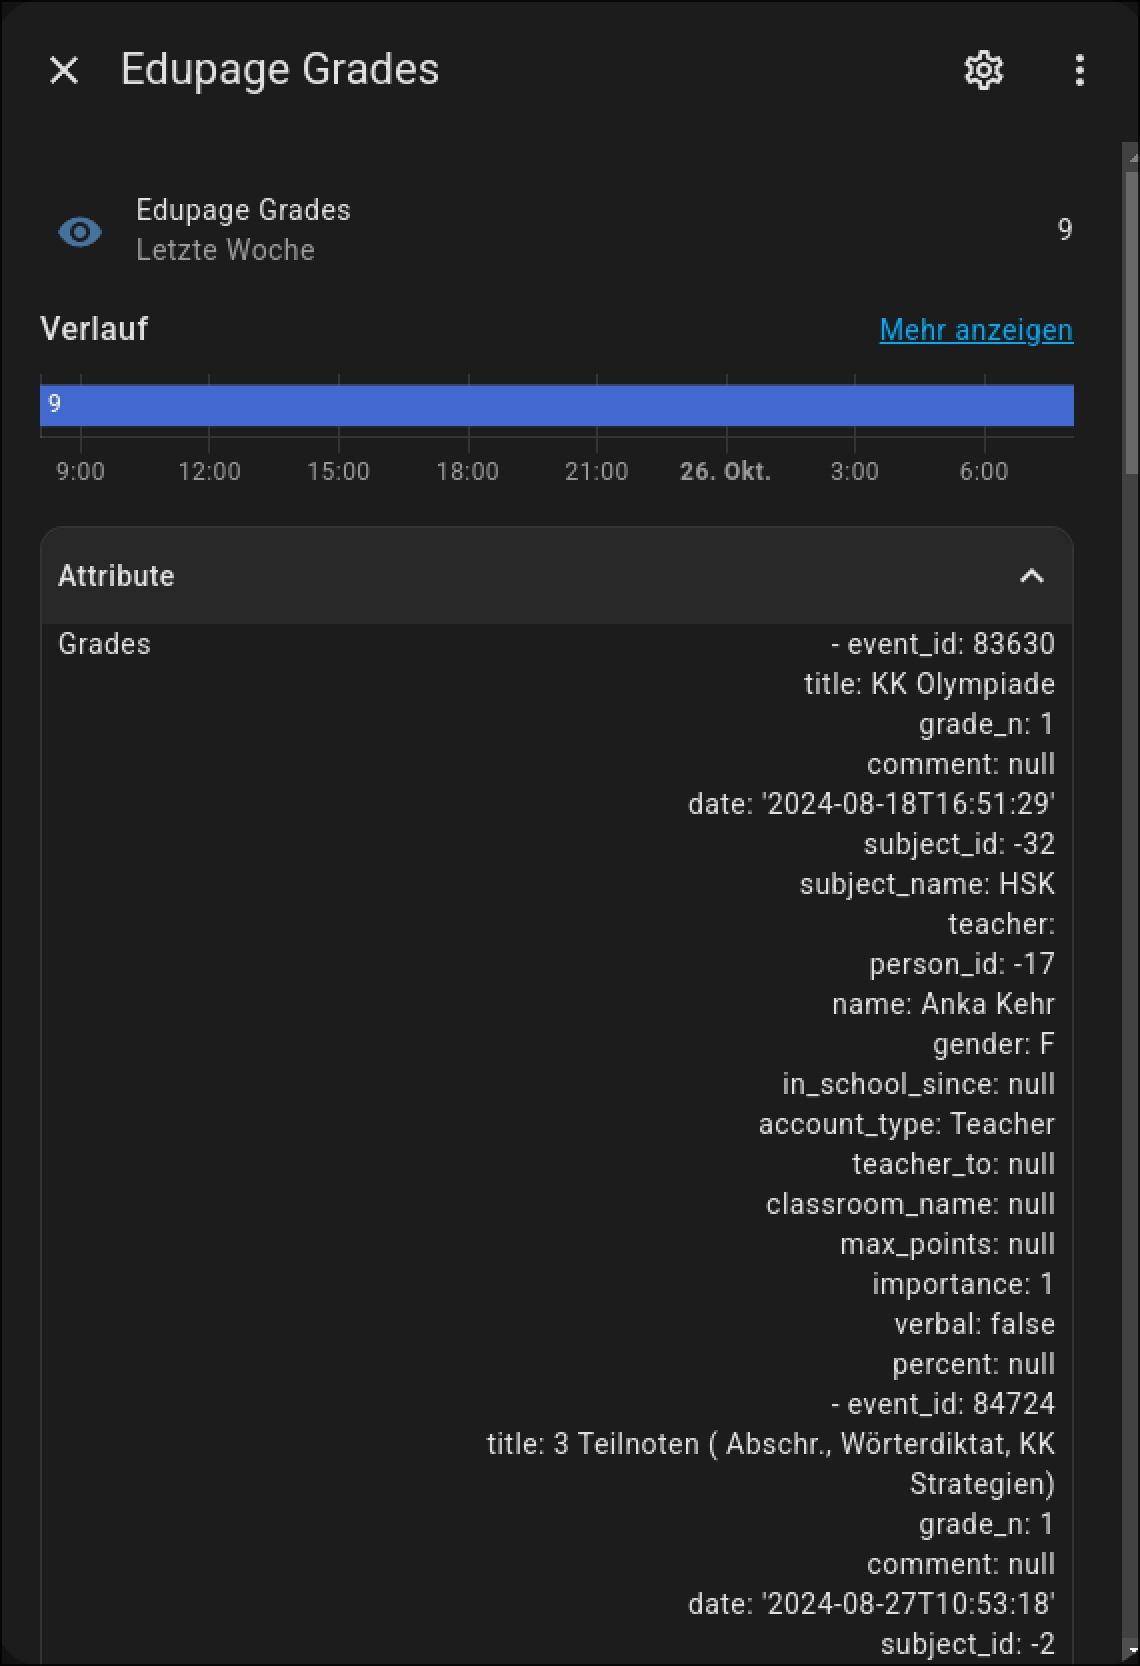 Edupage Grades
Edupage Grades
Letzte Woche
9
Verlauf
Mehr anzeigen
9
9:00 12:00 15:00 18:00 21:00 26. Okt. 3:00 6:00
Attribute
Grades
- event_id: 83630
title: KK Olympiade
grade_n: 1
comment: null
date: '2024-08-18T16:51:29'
subject_id: -32
subject_name: HSK
teacher:
person_id: -17
name: Anka Kehr
gender: F
in_school_since: null
account_type: Teacher
teacher_to: null
classroom_name: null
max_points: null
importance: 1
verbal: false
percent: null
- event_id: 84724
title: 3 Teilnoten ( Abschr., Wörterdiktat, KK
Strategien)
grade_n: 1
comment: null
date: '2024-08-27T10:53:18'
subject_id: -2